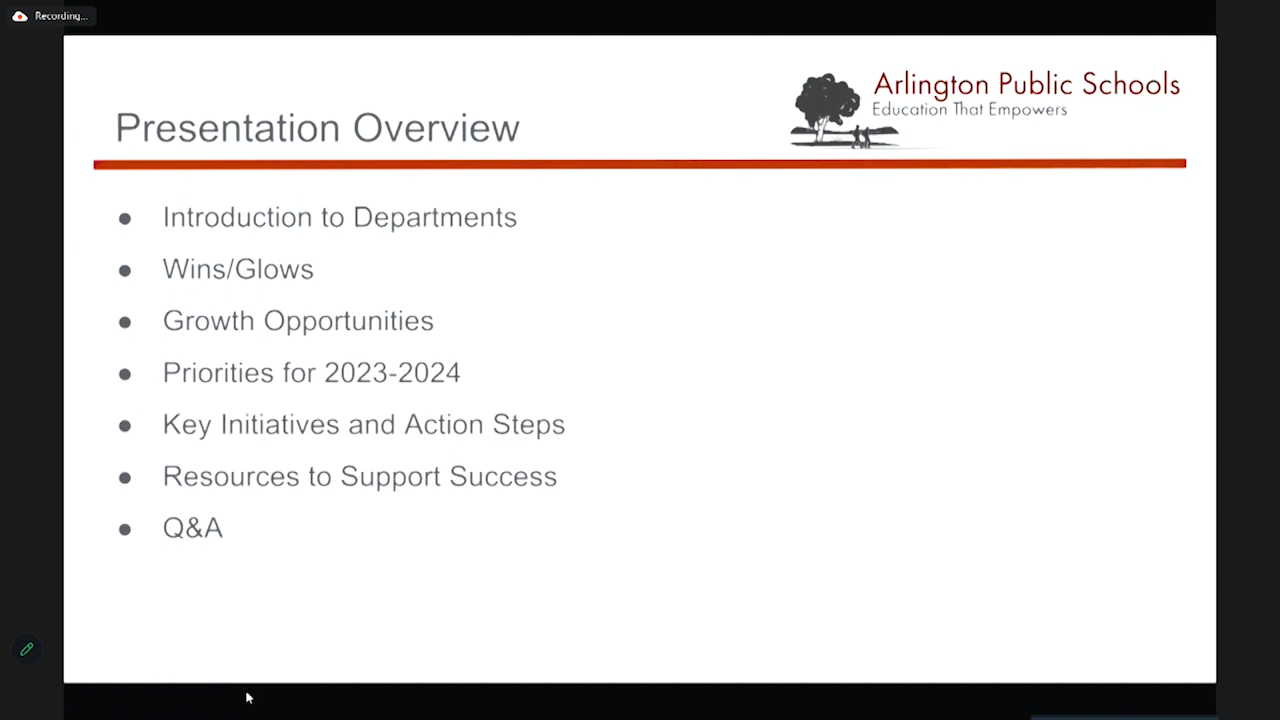 Recording...
Arlington Public Schools
Education That Empowers
Presentation Overview
● Introduction to Departments
● Wins/Glows
● Growth Opportunities
● Priorities for 2023-2024
● Key Initiatives and Action Steps
● Resources to Support Success
● Q&A